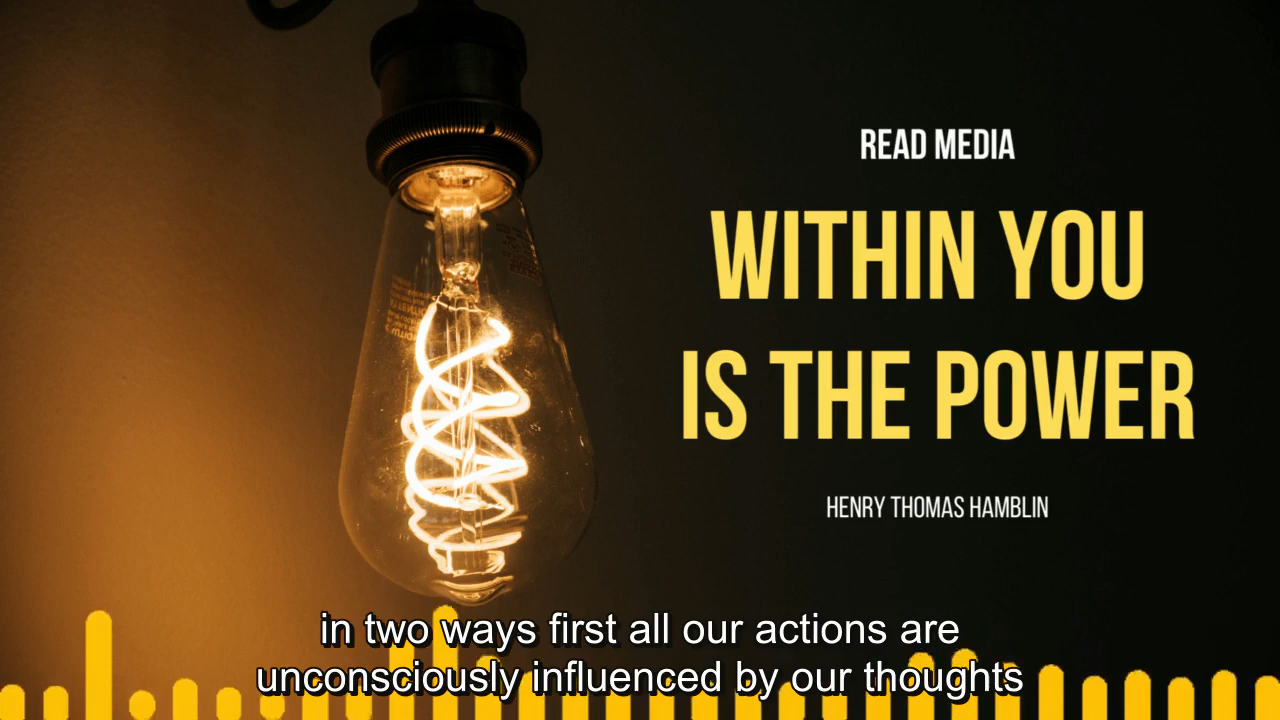 READ MEDIA
WITHIN YOU
IS THE POWER
HENRY THOMAS HAMBLIN
in two ways first all our actions are
unconsciously influenced by our thoughts